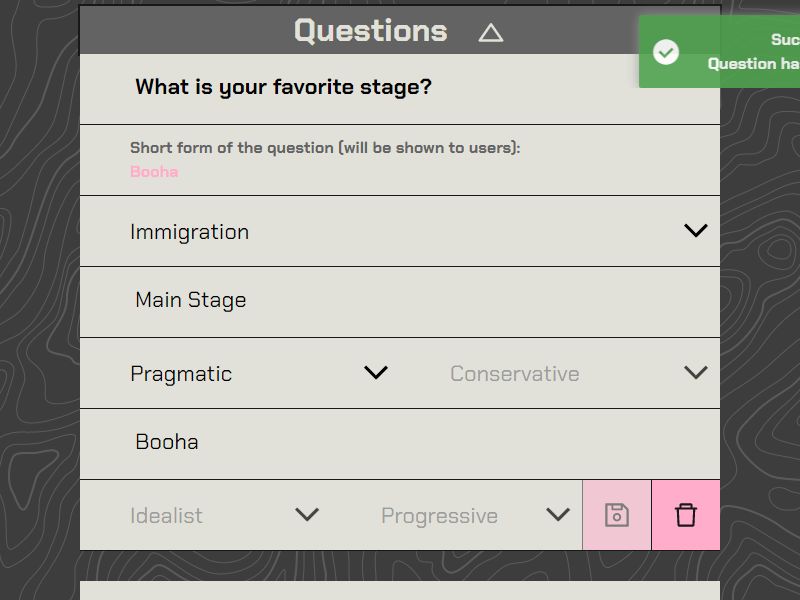 Questions
Suc
Question ha
What is your favorite stage?
Short form of the question (will be shown to users):
Booha
Immigration
Main Stage
Pragmatic
Conservative
Booha
Idealist
Progressive